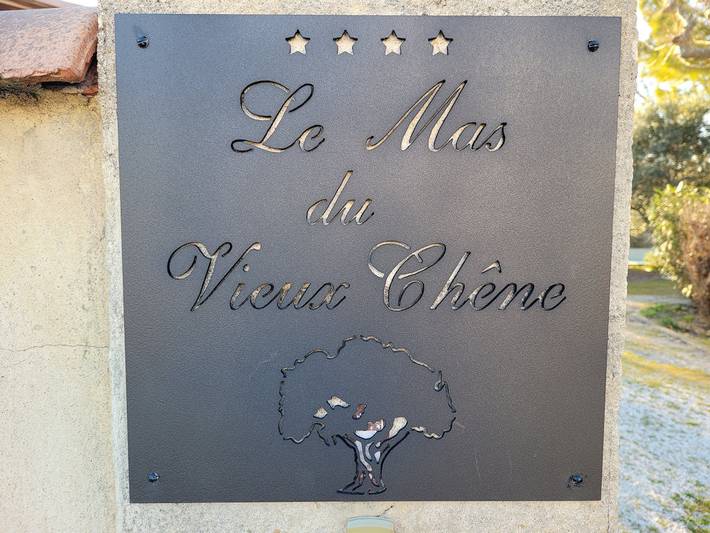 Le Mas
du
Vieux Chêne